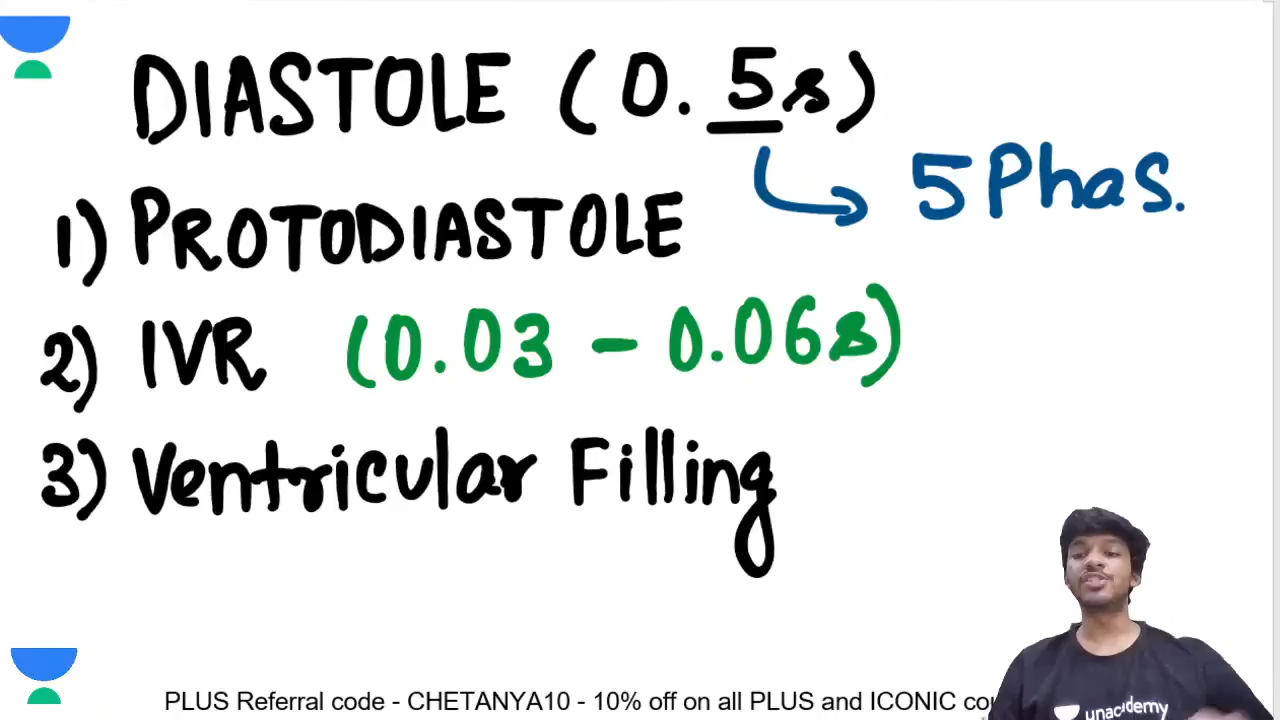 DIASTOLE (0.5s)
5 Phas.
1) PROTODIASTOLE
2) IVR (0.03 - 0.06s)
3) Ventricular Filling
unacademy
PLUS Referral code - CHETANYA10 - 10% off on all PLUS and ICONIC cou